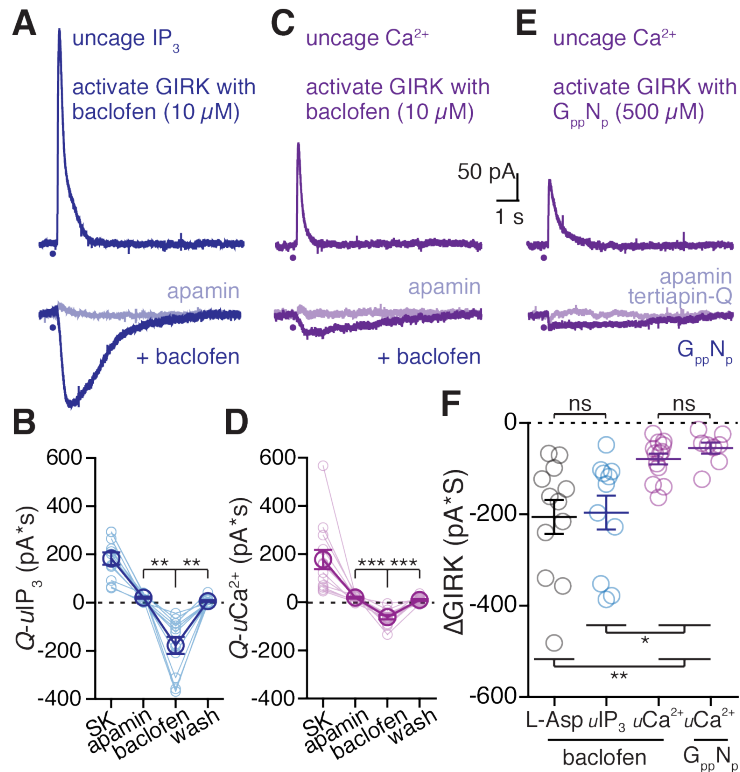 A
uncage IP3
activate GIRK with
baclofen (10 µM)
apamin
+ baclofen
C
uncage Ca2+
activate GIRK with
baclofen (10 µM)
apamin
+ baclofen
E
uncage Ca2+
activate GIRK with
GppNp (500 µM)
50 pA
1 s
apamin
tertiapin-Q
GppNp
B
Q-uIP3 (pA*s)
600
400
200
0
-200
-400
** **
SK
apamin
baclofen
wash
D
Q-uCa2+ (pA*s)
600
400
200
0
-200
-400
*** ***
SK
apamin
baclofen
wash
F
ΔGIRK (pA*S)
ns ns
0
-200
-400
-600
*
**
L-Asp uIP3 uCa2+ uCa2+
baclofen GppNp